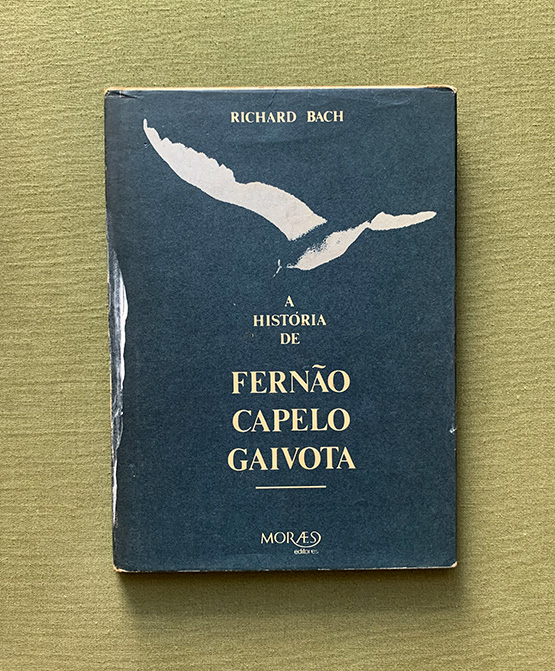 RICHARD BACH
A
HISTÓRIA
DE
FERNÃO
CAPELO
GAIVOTA
MORÆS
editores